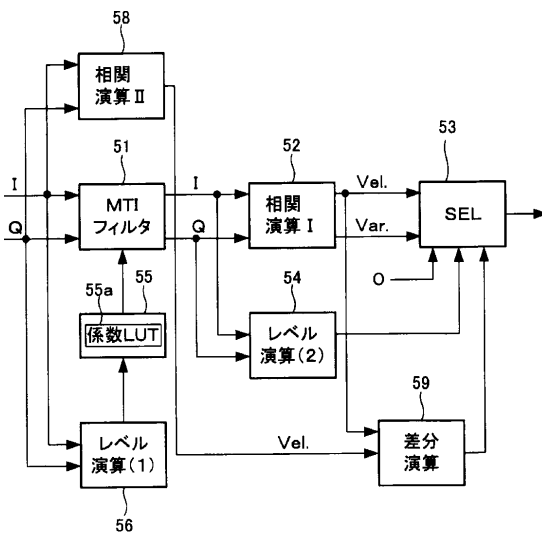 58
相関
演算Ⅱ
51
52
53
I
MTI
フィルタ
I
相関
演算Ⅰ
Vel.
SEL
Q
Q
Var.
55a
55
係数LUT
54
レベル
演算(2)
0
59
レベル
演算(1)
Vel.
差分
演算
56